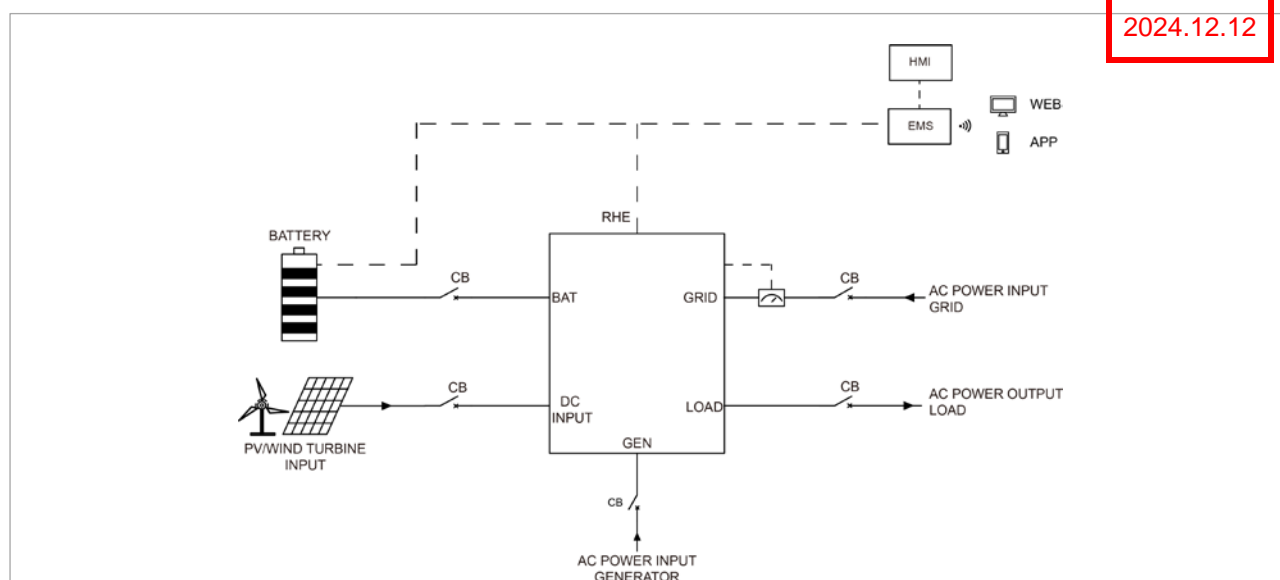 2024.12.12
HMI
EMS
WEB
APP
RHE
BATTERY
CB
BAT
GRID
CB
AC POWER INPUT
GRID
CB
DC
INPUT
LOAD
CB
AC POWER OUTPUT
LOAD
PV/WIND TURBINE
INPUT
GEN
CB
AC POWER INPUT
GENERATOR